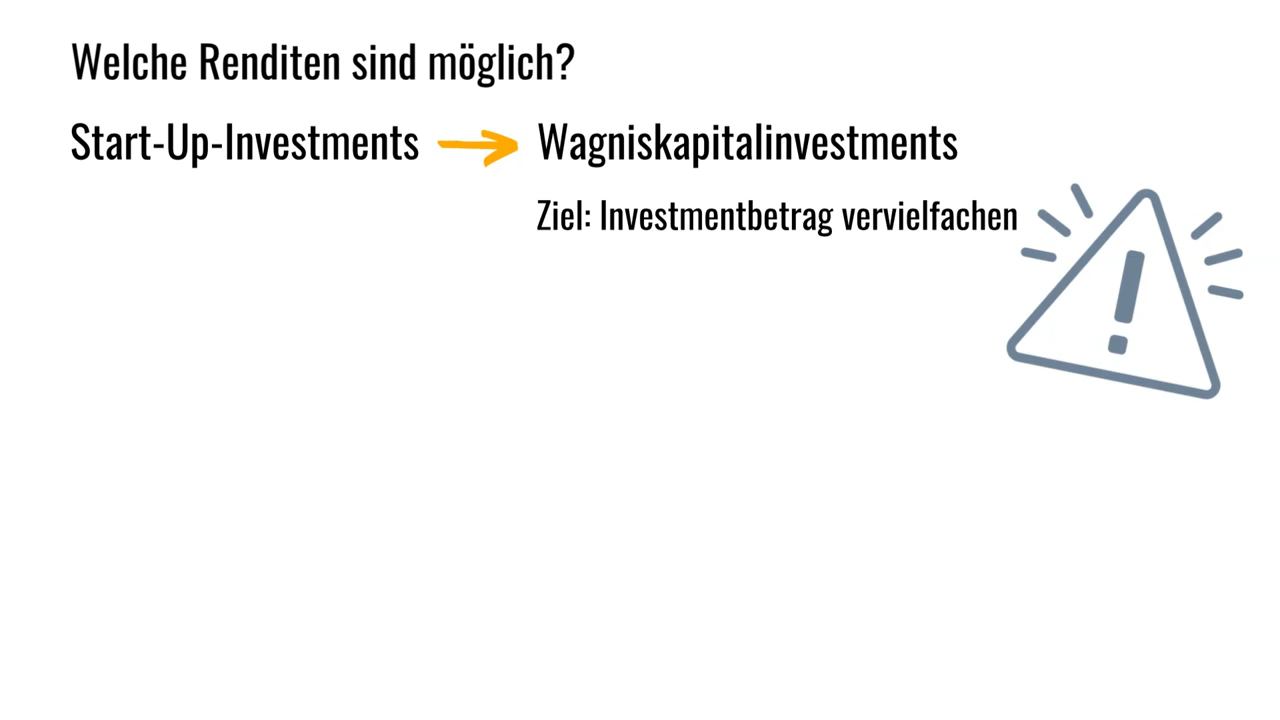 Welche Renditen sind möglich?
Start-Up-Investments → Wagniskapitalinvestments
Ziel: Investmentbetrag vervielfachen